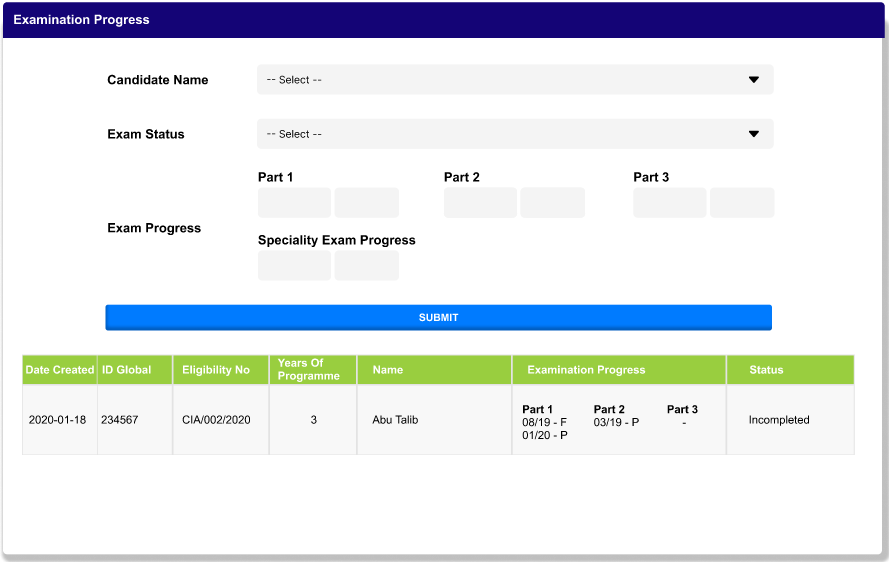 Examination Progress
Candidate Name
-- Select --
Exam Status
-- Select --
Part 1
Part 2
Part 3
Exam Progress
Speciality Exam Progress
SUBMIT
Date Created
ID Global
Eligibility No
Years Of
Programme
Name
Examination Progress
Status
2020-01-18
234567
CIA/002/2020
3
Abu Talib
Part 1
08/19 - F
01/20 - P
Part 2
03/19 - P
Part 3
-
Incompleted